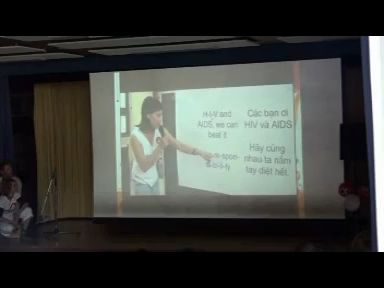 H-I-V and
AIDS, we can
beat it
Các bạn ơi
HIV và AIDS
Hãy cùng
nhau ta nắm
tay diệt hết.